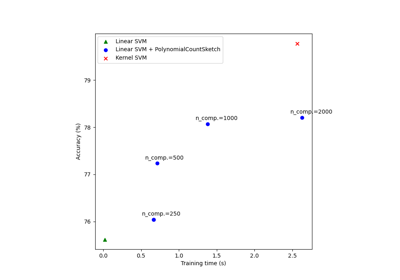 Linear SVM
Linear SVM + PolynomialCountSketch
Kernel SVM
79
78
77
76
Accuracy (%)
n_comp.=2000
n_comp.=1000
n_comp.=500
n_comp.=250
0.0 0.5 1.0 1.5 2.0 2.5
Training time (s)